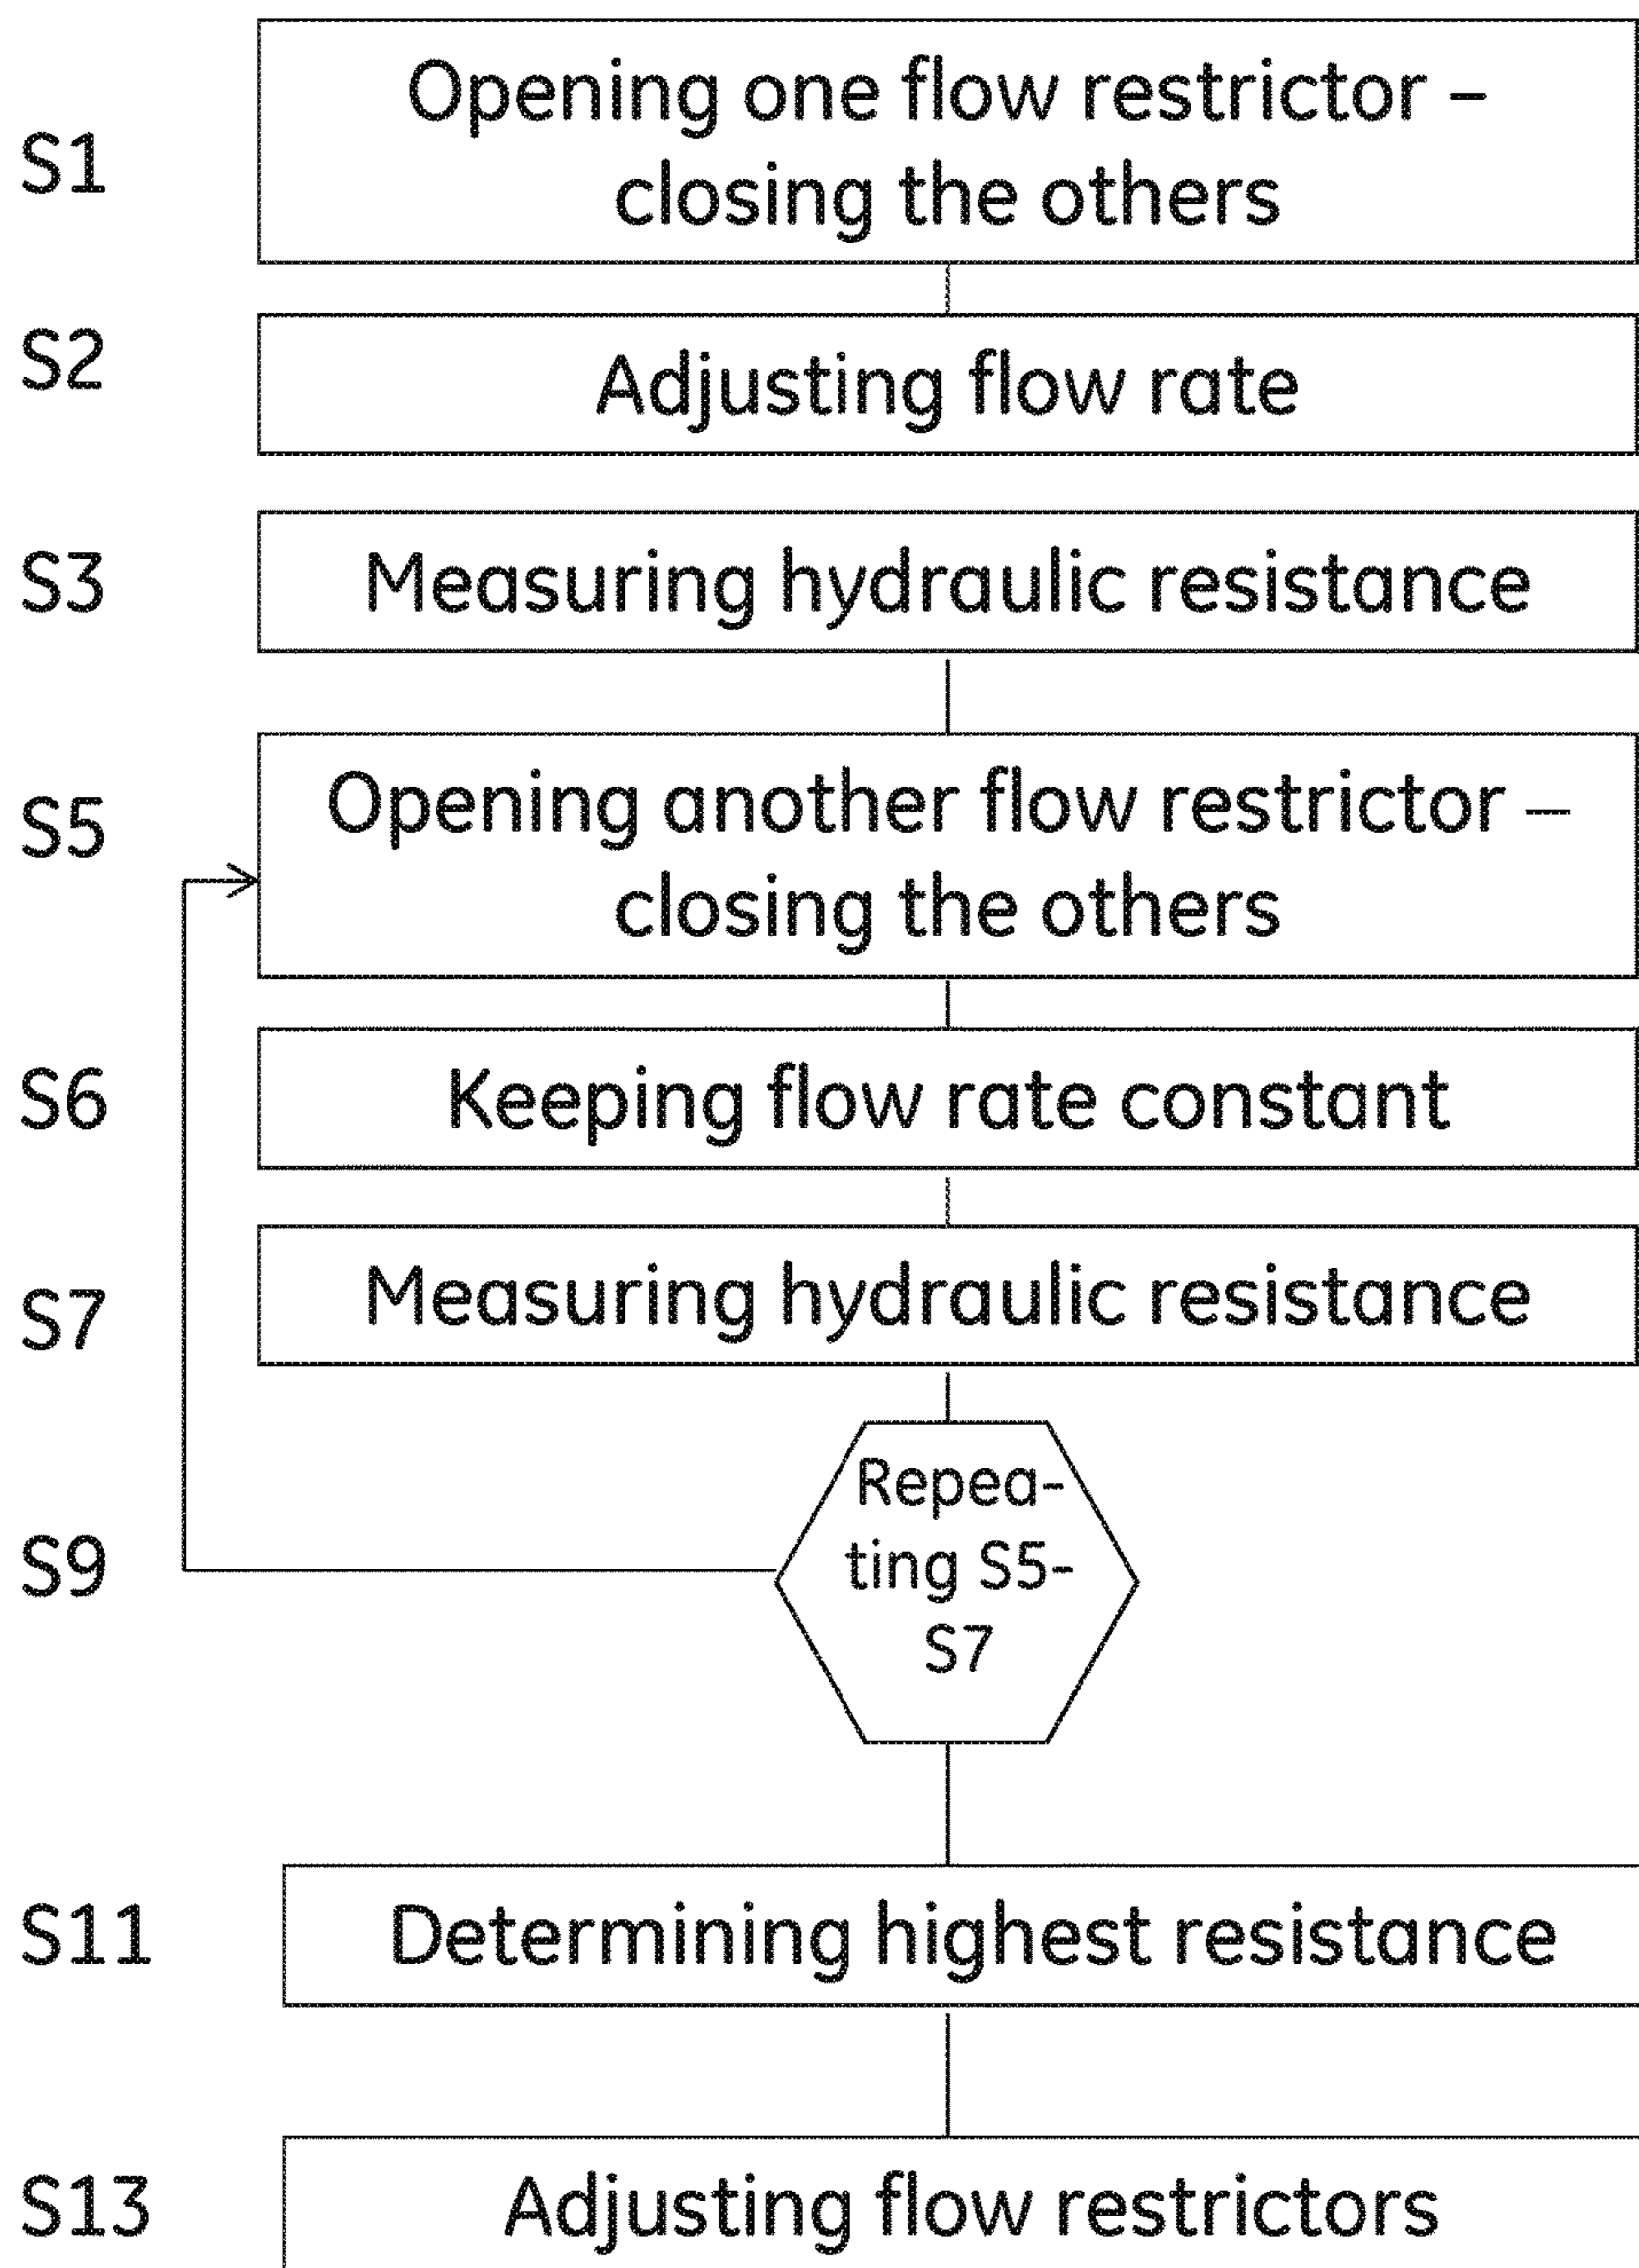 S1
Opening one flow restrictor –
closing the others
S2
Adjusting flow rate
S3
Measuring hydraulic resistance
S5
Opening another flow restrictor –
closing the others
S6
Keeping flow rate constant
S7
Measuring hydraulic resistance
S9
Repea-
ting S5-
S7
S11
Determining highest resistance
S13
Adjusting flow restrictors